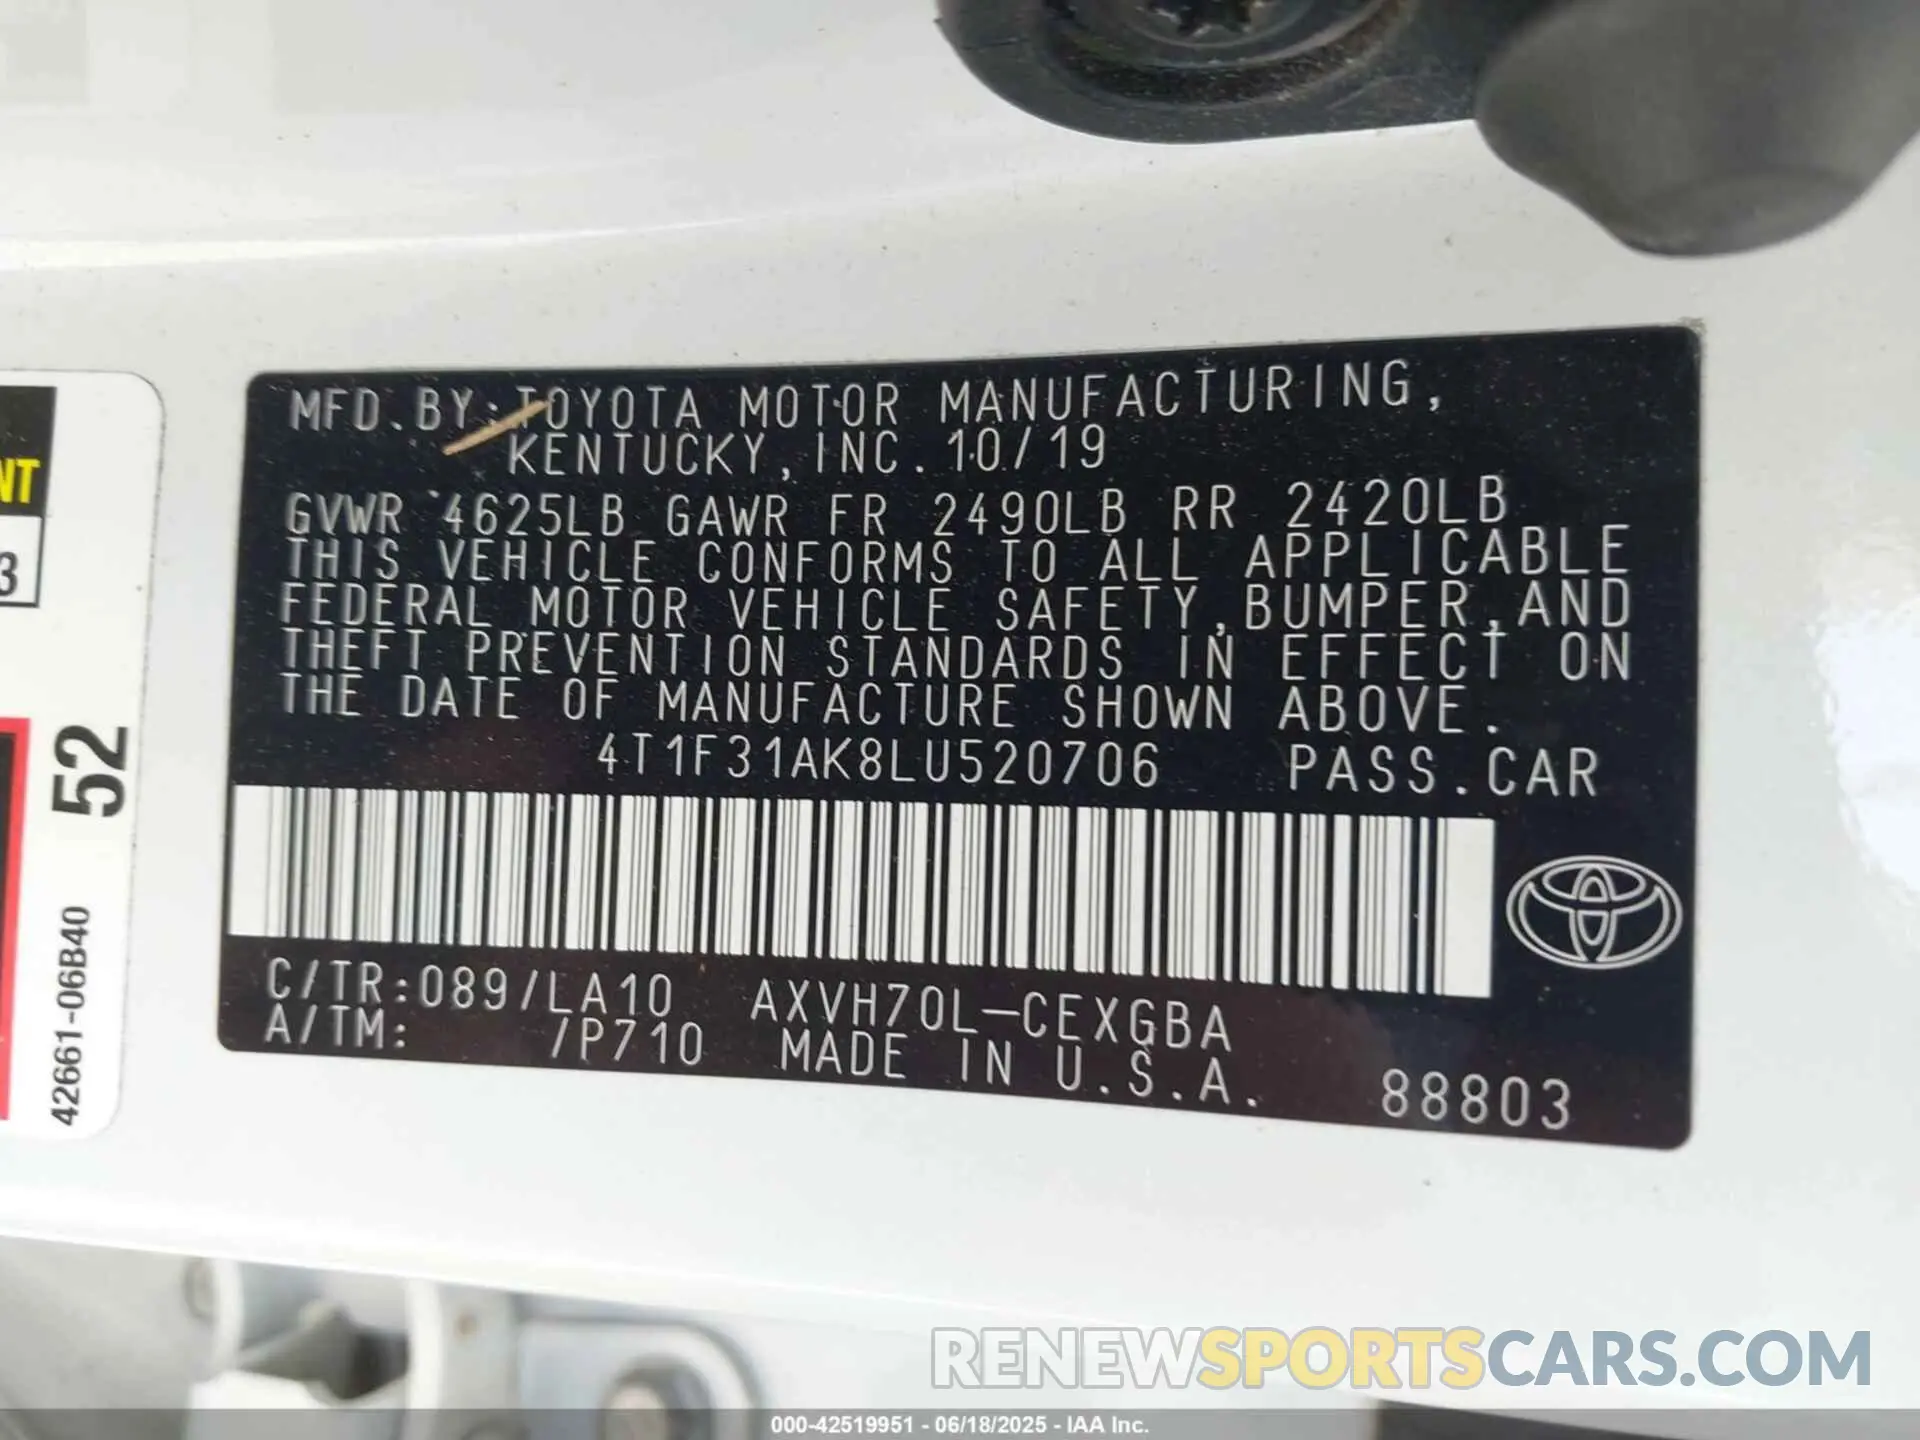 MFD.BY:TOYOTA MOTOR MANUFACTURING,
KENTUCKY, INC. 10/19
GVWR 4625LB GAWR FR 2490LB RR 2420LB
THIS VEHICLE CONFORMS TO ALL APPLICABLE
FEDERAL MOTOR VEHICLE SAFETY,BUMPER,AND
THEFT PREVENTION STANDARDS IN EFFECT ON
THE DATE OF MANUFACTURE SHOWN ABOVE.
4T1F31AK8LU520706 PASS.CAR
C/TR:089/LA10 AXVH70L-CEXGBA
A/TM: /P710 MADE IN U.S.A.
88803
NT
3
52
42661-06B40
RENEWSPORTSCARS.COM
000-42519951 - 06/18/2025 - IAA Inc.